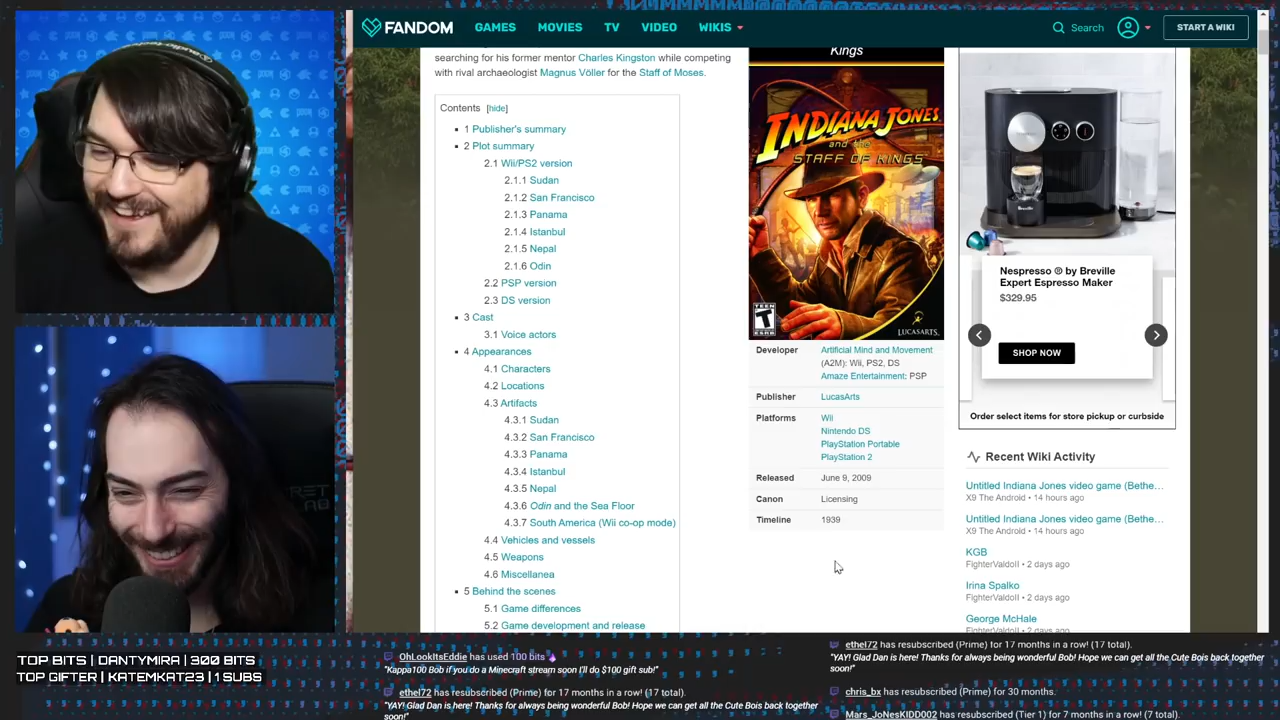 FANDOM
GAMES MOVIES TV VIDEO WIKIS
Search
START A WIKI
searching for his former mentor Charles Kingston while competing
with rival archaeologist Magnus Völler for the Staff of Moses.
Contents [hide]
1 Publisher's summary
2 Plot summary
2.1 Wii/PS2 version
2.1.1 Sudan
2.1.2 San Francisco
2.1.3 Panama
2.1.4 Istanbul
2.1.5 Nepal
2.1.6 Odin
2.2 PSP version
2.3 DS version
3 Cast
3.1 Voice actors
4 Appearances
4.1 Characters
4.2 Locations
4.3 Artifacts
4.3.1 Sudan
4.3.2 San Francisco
4.3.3 Panama
4.3.4 Istanbul
4.3.5 Nepal
4.3.6 Odin and the Sea Floor
4.3.7 South America (Wii co-op mode)
4.4 Vehicles and vessels
4.5 Weapons
4.6 Miscellanea
5 Behind the scenes
5.1 Game differences
5.2 Game development and release
Kings
INDIANA JONES
and the
STAFF OF KINGS
TEEN
T
ESRB
LUCASARTS
Developer Artificial Mind and Movement
(A2M): Wii, PS2, DS
Amaze Entertainment: PSP
Publisher LucasArts
Platforms Wii
Nintendo DS
PlayStation Portable
PlayStation 2
Released June 9, 2009
Canon Licensing
Timeline 1939
Breville
Nespresso ® by Breville
Expert Espresso Maker
$329.95
SHOP NOW
Order select items for store pickup or curbside
Recent Wiki Activity
Untitled Indiana Jones video game (Bethe...
X9 The Android • 14 hours ago
Untitled Indiana Jones video game (Bethe...
X9 The Android • 14 hours ago
KGB
FighterValdoII • 2 days ago
Irina Spalko
FighterValdoII • 2 days ago
George McHale
FighterValdoII • 2 days ago
TOP BITS | DANTYMIRA | 300 BITS
TOP GIFTER | KATEMKAT23 | 1 SUBS
OhLookItsEddie has used 100 bits
"Kappa100 Bob if you do a Minecraft stream soon I'll do $100 gift sub!"
ethel72 has resubscribed (Prime) for 17 months in a row! (17 total).
"YAY! Glad Dan is here! Thanks for always being wonderful Bob! Hope we can get all the Cute Bois back together
soon!"
ethel72 has resubscribed (Prime) for 17 months in a row! (17 total).
"YAY! Glad Dan is here! Thanks for always being wonderful Bob! Hope we can get all the Cute Bois back together
soon!"
chris_bx has resubscribed (Prime) for 30 months.
Mars_JoNesKIDD002 has resubscribed (Tier 1) for 7 months in a row! (7 total).